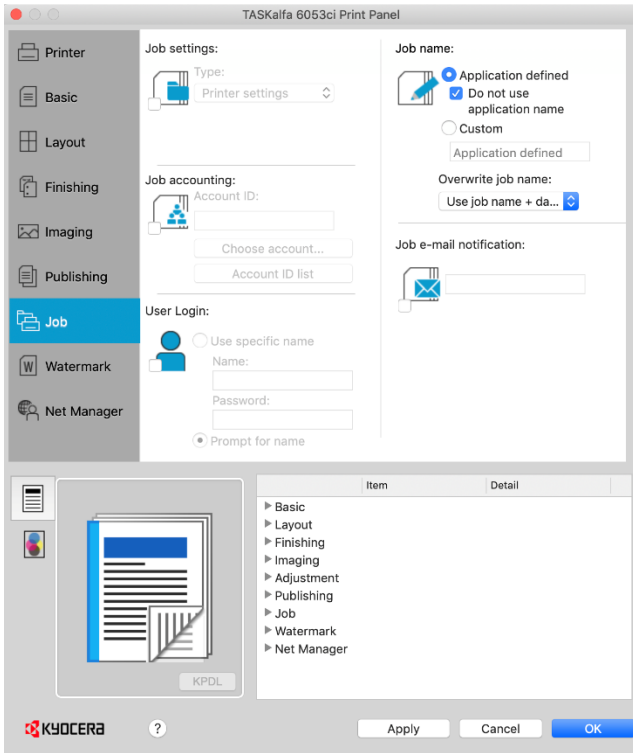 TASKalfa 6053ci Print Panel
Printer
Basic
Layout
Finishing
Imaging
Publishing
Job
W
Watermark
Net Manager
Job settings:
Type:
Printer settings
Job accounting:
Account ID:
Choose account...
Account ID list
User Login:
Use specific name
Name:
Password:
Prompt for name
Job name:
Application defined
Do not use
application name
Custom
Application defined
Overwrite job name:
Use job name + da...
Job e-mail notification:
KPDL
Item Detail
Basic
Layout
Finishing
Imaging
Adjustment
Publishing
Job
Watermark
Net Manager
KYOCERA
?
Apply
Cancel
OK